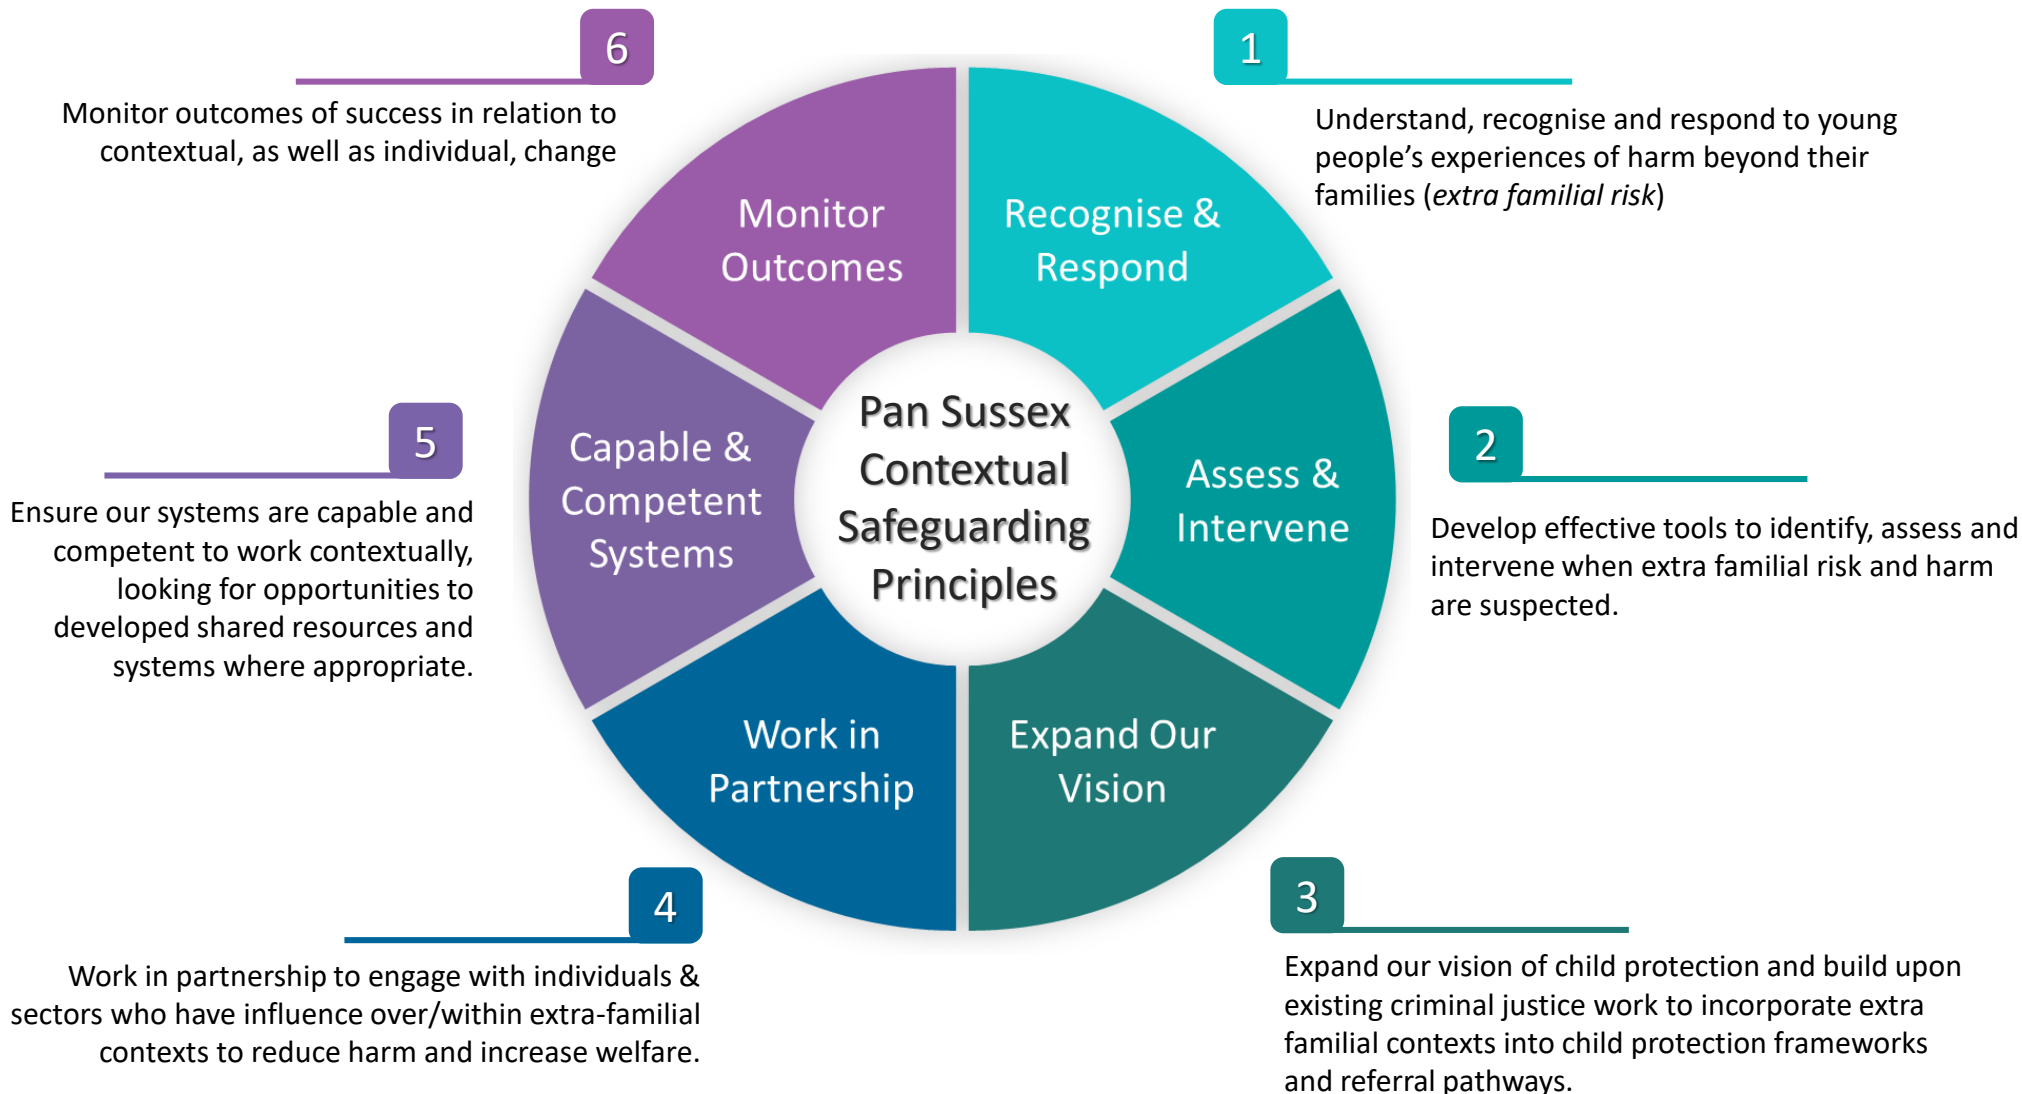 6
Monitor outcomes of success in relation to
contextual, as well as individual, change
1
Understand, recognise and respond to young
people’s experiences of harm beyond their
families (extra familial risk)
Monitor
Outcomes
Recognise &
Respond
5
Ensure our systems are capable and
competent to work contextually,
looking for opportunities to
developed shared resources and
systems where appropriate.
Capable &
Competent
Systems
Pan Sussex
Contextual
Safeguarding
Principles
Assess &
Intervene
2
Develop effective tools to identify, assess and
intervene when extra familial risk and harm
are suspected.
Work in
Partnership
Expand Our
Vision
4
Work in partnership to engage with individuals &
sectors who have influence over/within extra-familial
contexts to reduce harm and increase welfare.
3
Expand our vision of child protection and build upon
existing criminal justice work to incorporate extra
familial contexts into child protection frameworks
and referral pathways.